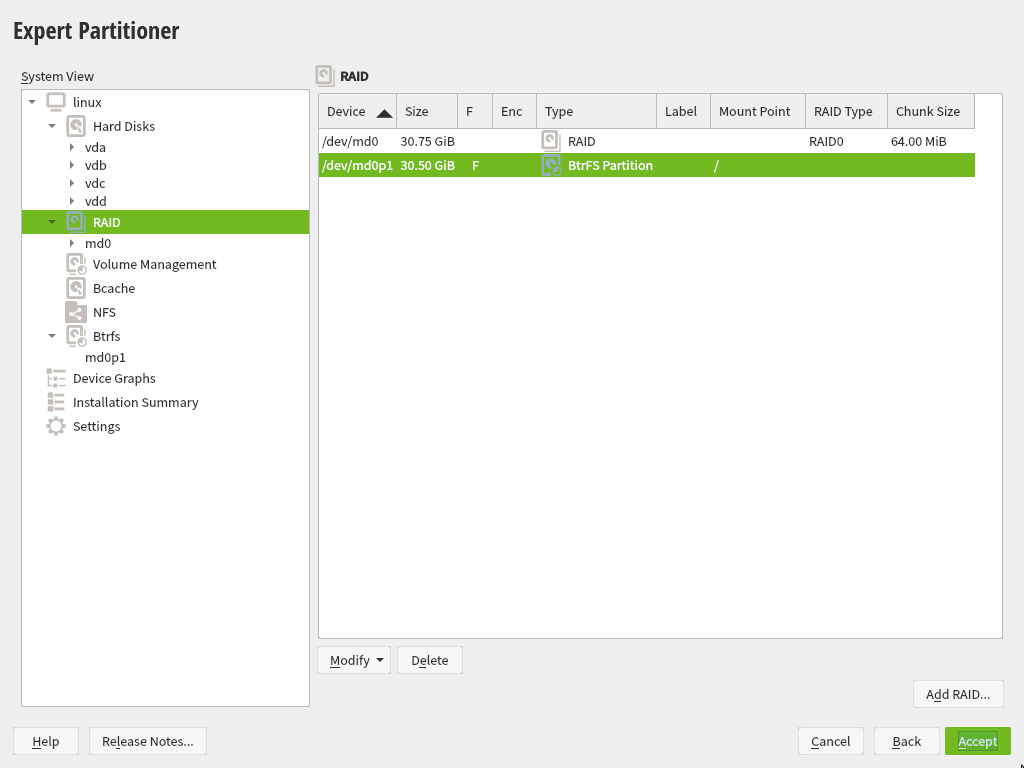 Expert Partitioner
System View
linux
Hard Disks
vda
vdb
vdc
vdd
RAID
md0
Volume Management
Bcache
NFS
Btrfs
md0p1
Device Graphs
Installation Summary
Settings
RAID
Device Size F Enc Type Label Mount Point RAID Type Chunk Size
/dev/md0 30.75 GiB RAID RAID0 64.00 MiB
/dev/md0p1 30.50 GiB F BtrFS Partition /
Modify Delete
Add RAID...
Help Release Notes... Cancel Back Accept